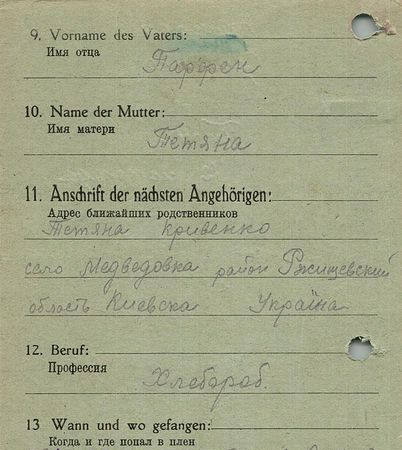 9. Vorname des Vaters:
Имя отца
Парфен
10. Name der Mutter:
Имя матери
Тетяна
11. Anschrift der nächsten Angehörigen:
Адрес ближайших родственников
Тетяна Кривенко
село Медведовка район Ржищевский
область Киевска Україна
12. Beruf:
Профессия
Хлебороб.
13 Wann und wo gefangen:
Когда и где попал в плен